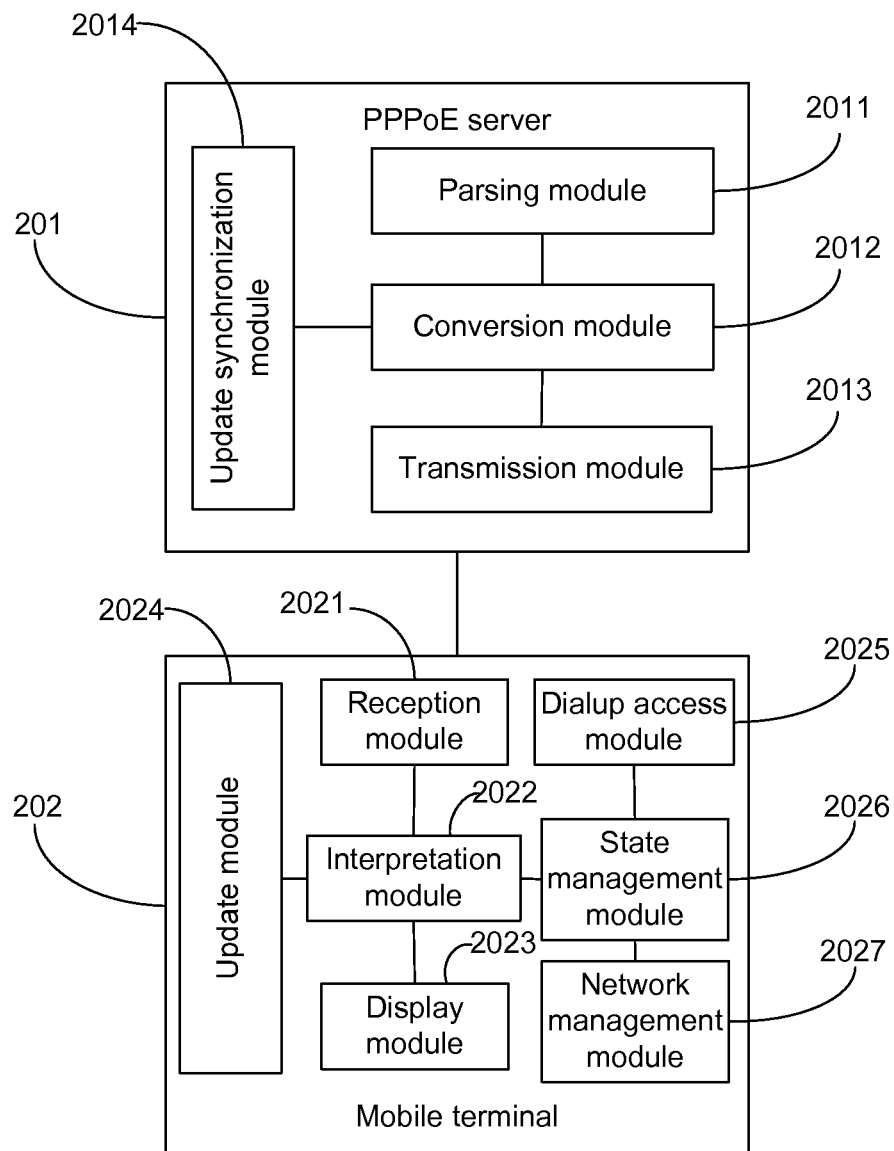 2014
PPPoE server
2011
Parsing module
201
Update synchronization
module
2012
Conversion module
2013
Transmission module
2024
2021
2025
Reception
module
Dialup access
module
202
2022
2026
Update module
Interpretation
module
State
management
module
2023
2027
Display
module
Network
management
module
Mobile terminal